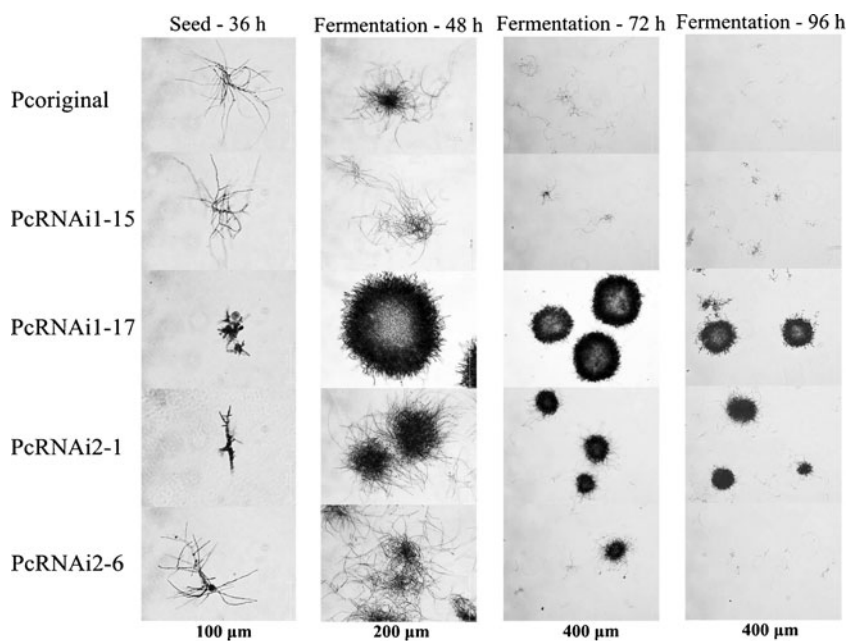 Seed - 36 h Fermentation - 48 h Fermentation - 72 h Fermentation - 96 h
Pcoriginal
PcRNAi1-15
PcRNAi1-17
PcRNAi2-1
PcRNAi2-6
100 μm 200 μm 400 μm 400 μm